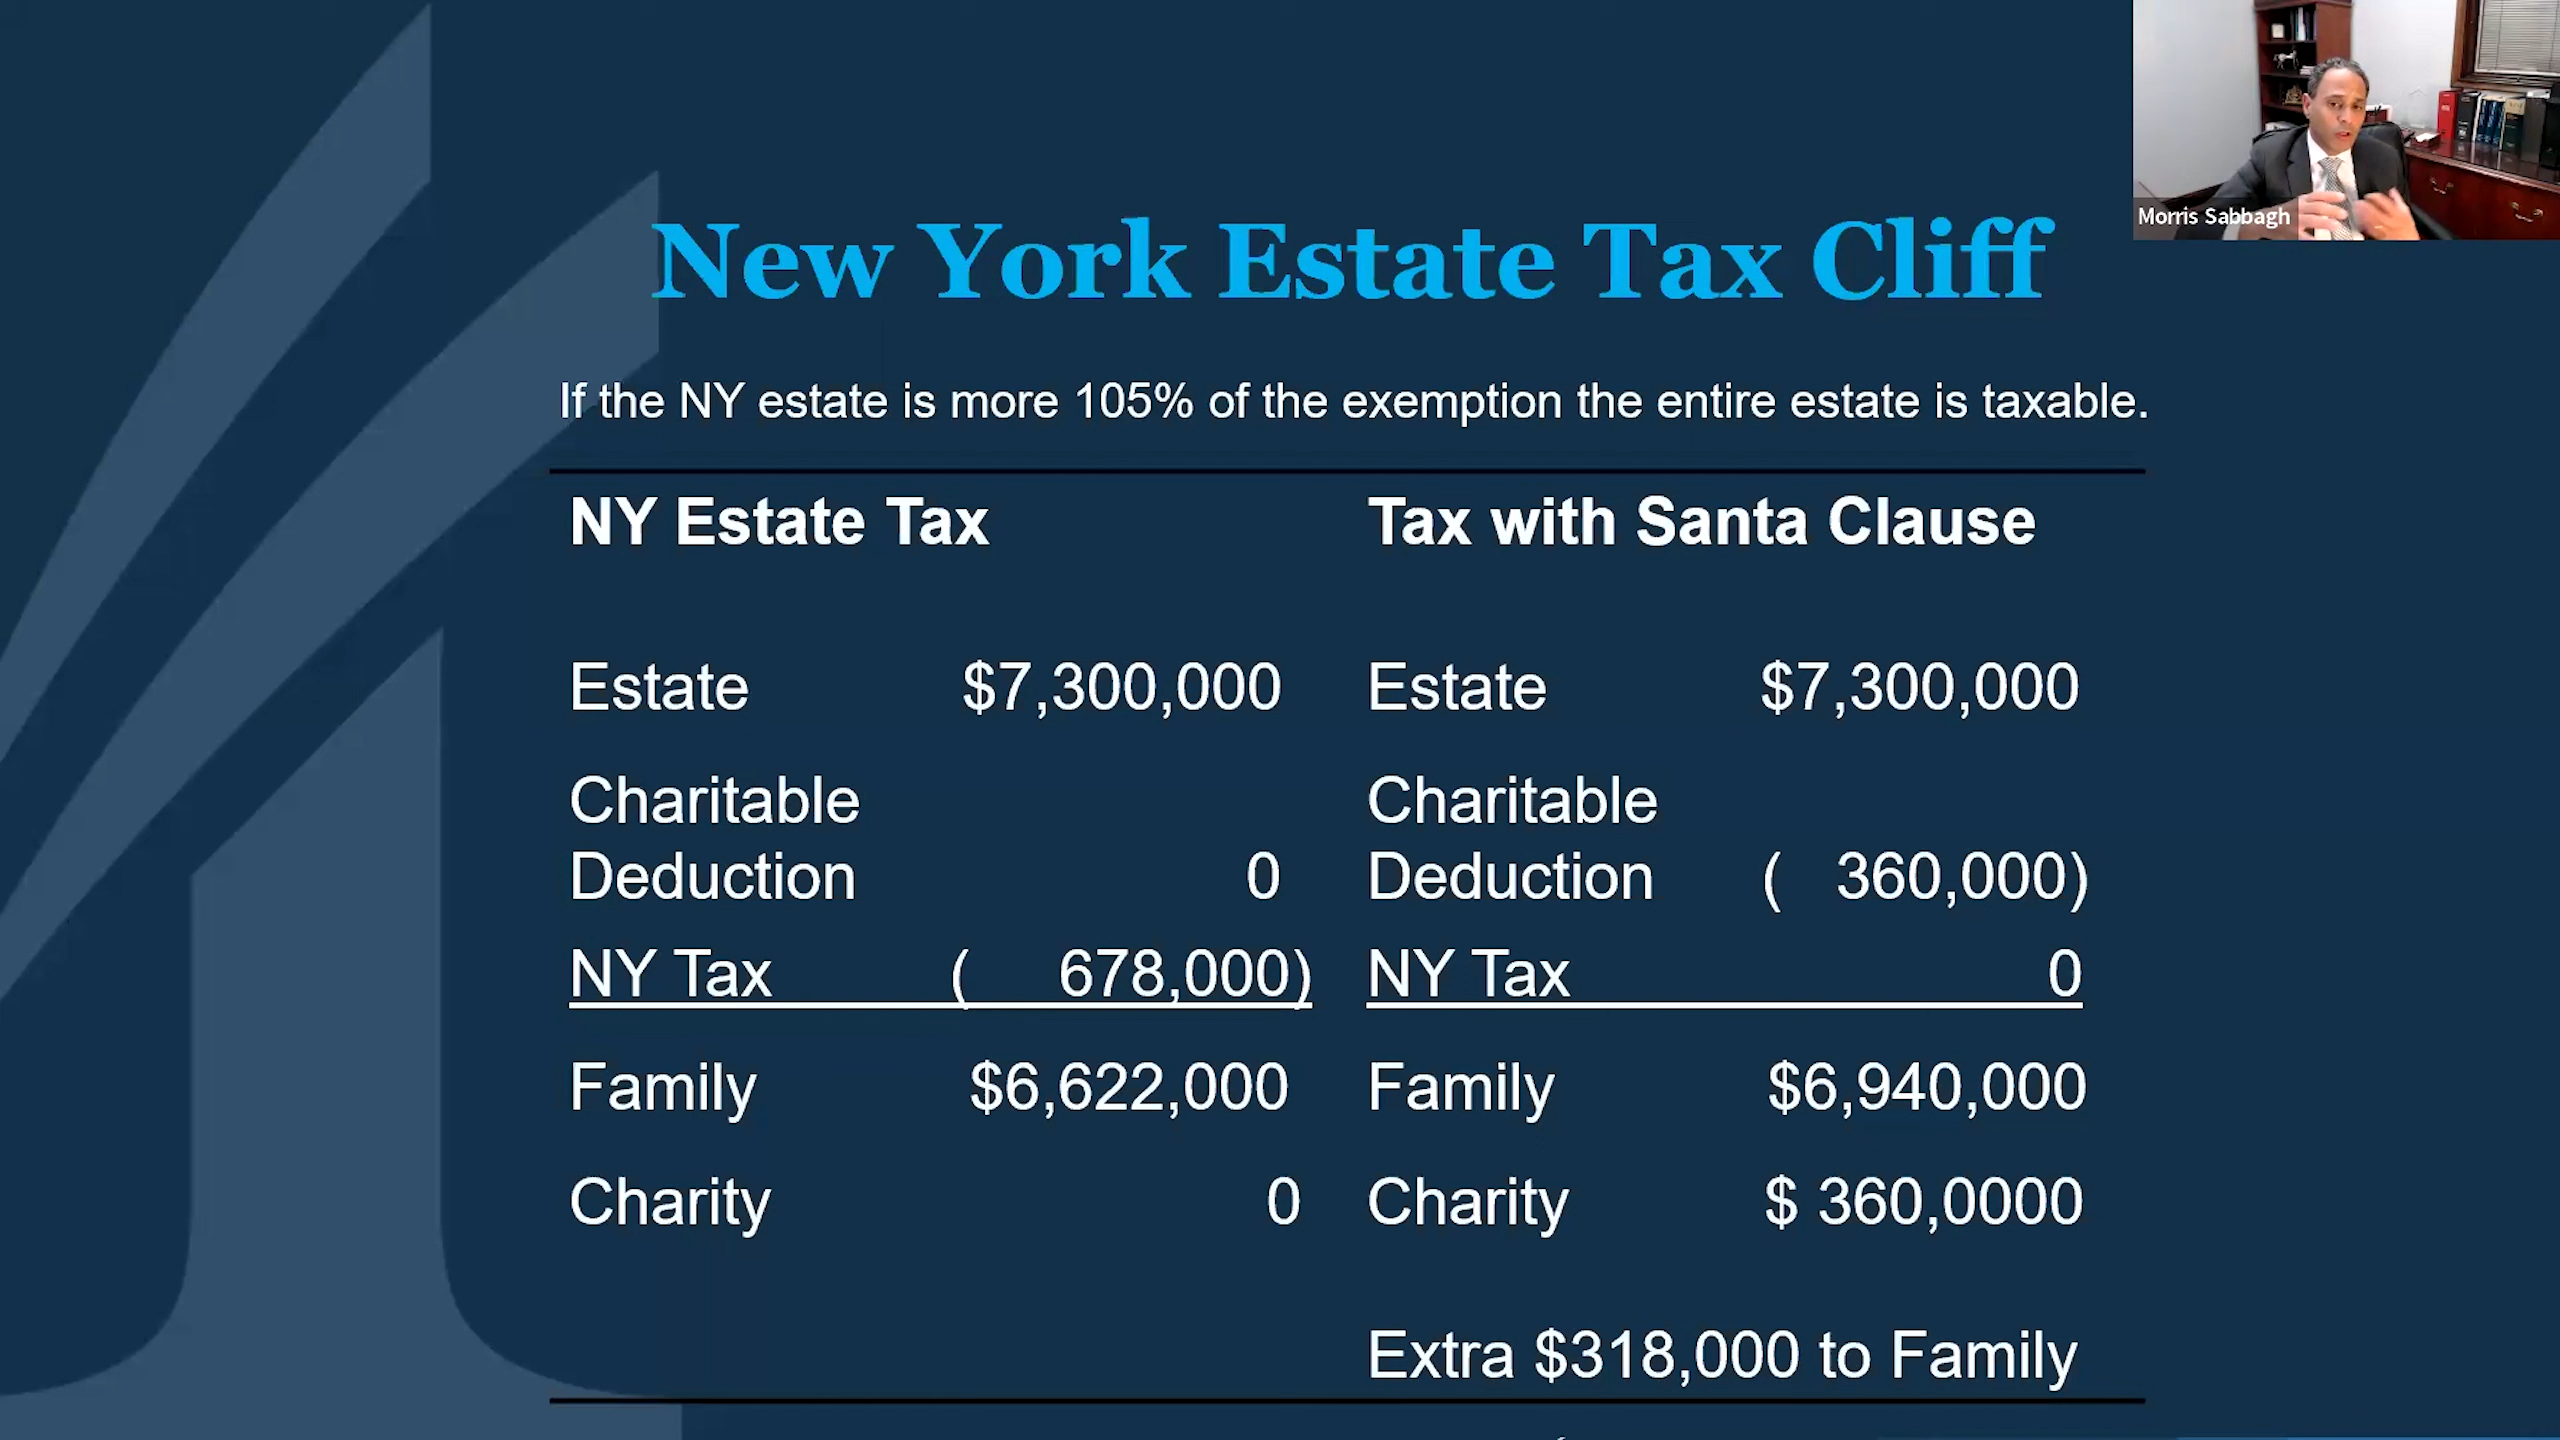 Morris Sabbagh
New York Estate Tax Cliff
If the NY estate is more 105% of the exemption the entire estate is taxable.
NY Estate Tax
Tax with Santa Clause
Estate $7,300,000 Estate $7,300,000
Charitable Charitable
Deduction 0 Deduction ( 360,000)
NY Tax ( 678,000) NY Tax 0
Family $6,622,000 Family $6,940,000
Charity 0 Charity $ 360,0000
Extra $318,000 to Family